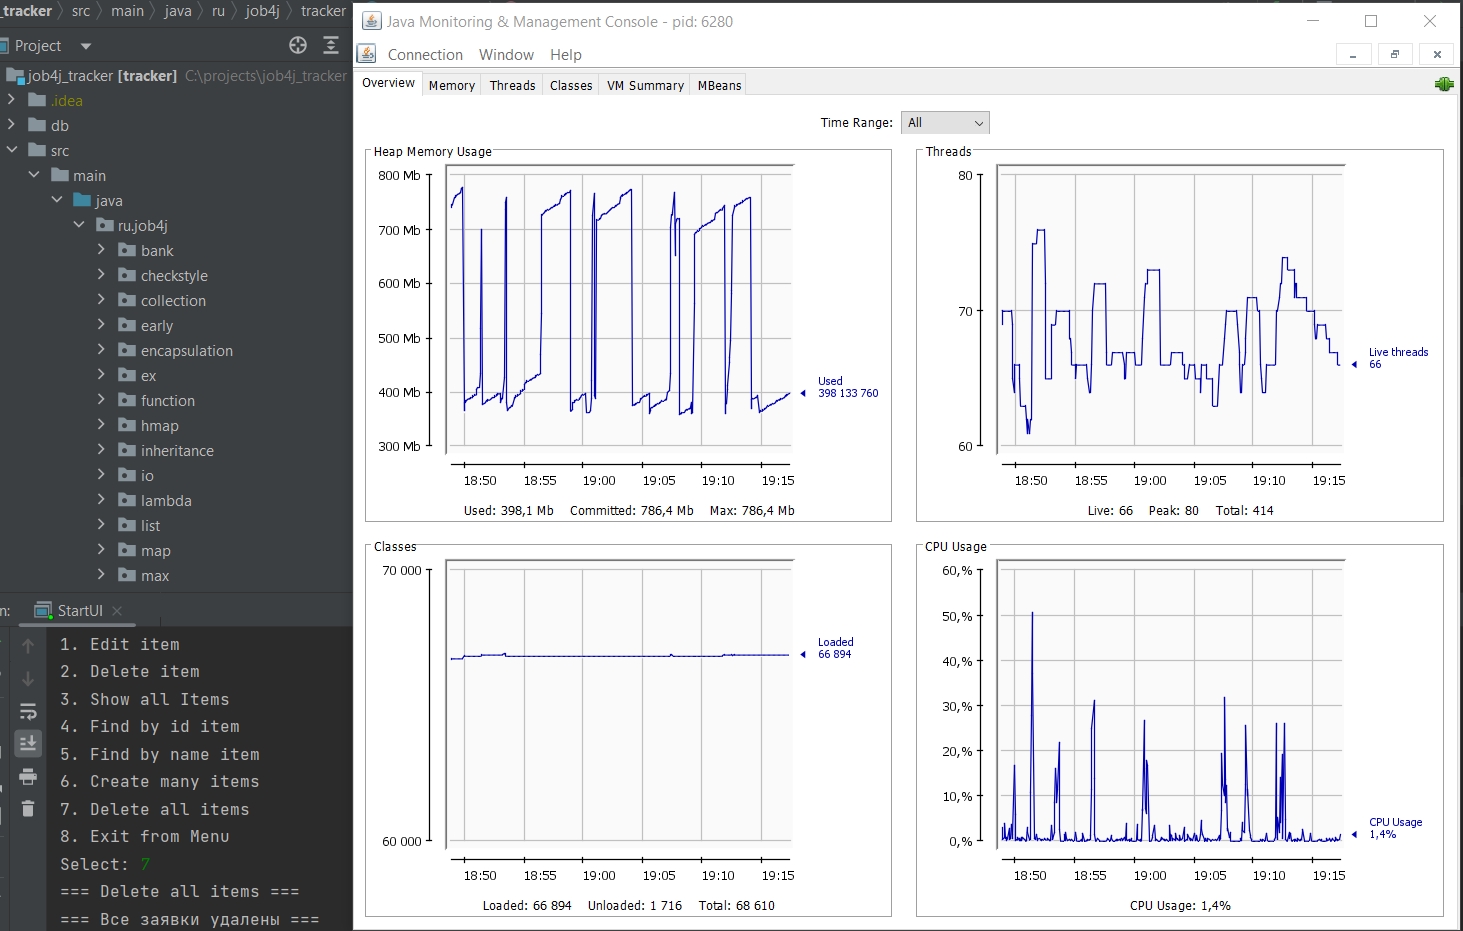 _tracker src main java ru job4j tracker
Project
job4j_tracker [tracker] C:\projects\job4j_tracker
.idea
db
src
main
java
ru.job4j
bank
checkstyle
collection
early
encapsulation
ex
function
hmap
inheritance
io
lambda
list
map
max
n: StartUI
1. Edit item
2. Delete item
3. Show all Items
4. Find by id item
5. Find by name item
6. Create many items
7. Delete all items
8. Exit from Menu
Select: 7
=== Delete all items ===
=== Все заявки удалены ===
Java Monitoring & Management Console - pid: 6280
Connection Window Help
Overview Memory Threads Classes VM Summary MBeans
Time Range: All
Heap Memory Usage
800 Mb
700 Mb
600 Mb
500 Mb
400 Mb
300 Mb
Used
398 133 760
18:50 18:55 19:00 19:05 19:10 19:15
Used: 398,1 Mb Committed: 786,4 Mb Max: 786,4 Mb
Threads
80
70
60
Live threads
66
18:50 18:55 19:00 19:05 19:10 19:15
Live: 66 Peak: 80 Total: 414
Classes
70 000
60 000
Loaded
66 894
18:50 18:55 19:00 19:05 19:10 19:15
Loaded: 66 894 Unloaded: 1 716 Total: 68 610
CPU Usage
60,%
50,%
40,%
30,%
20,%
10,%
0,%
CPU Usage
1,4%
18:50 18:55 19:00 19:05 19:10 19:15
CPU Usage: 1,4%